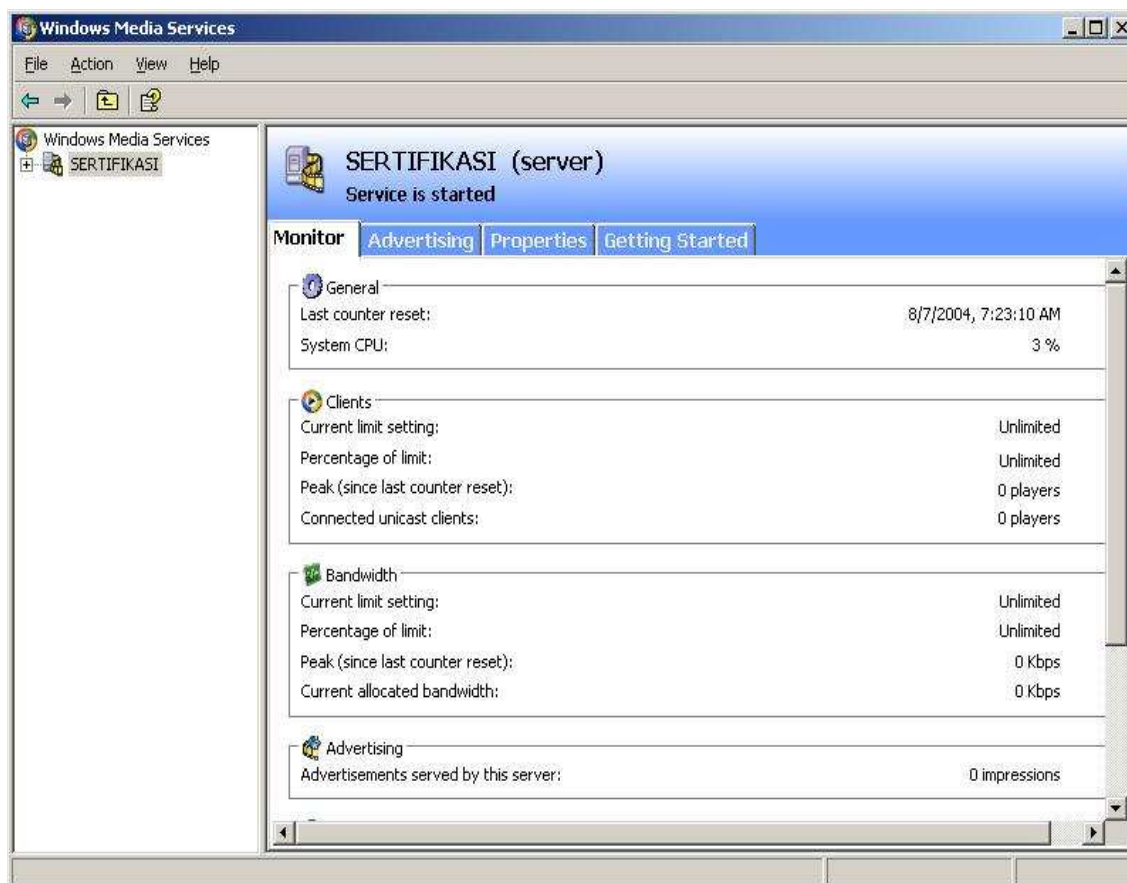 Windows Media Services
File Action View Help
Windows Media Services
SERTIFIKASI
SERTIFIKASI (server)
Service is started
Monitor Advertising Properties Getting Started
General
Last counter reset: 8/7/2004, 7:23:10 AM
System CPU: 3 %
Clients
Current limit setting: Unlimited
Percentage of limit: Unlimited
Peak (since last counter reset): 0 players
Connected unicast clients: 0 players
Bandwidth
Current limit setting: Unlimited
Percentage of limit: Unlimited
Peak (since last counter reset): 0 Kbps
Current allocated bandwidth: 0 Kbps
Advertising
Advertisements served by this server: 0 impressions